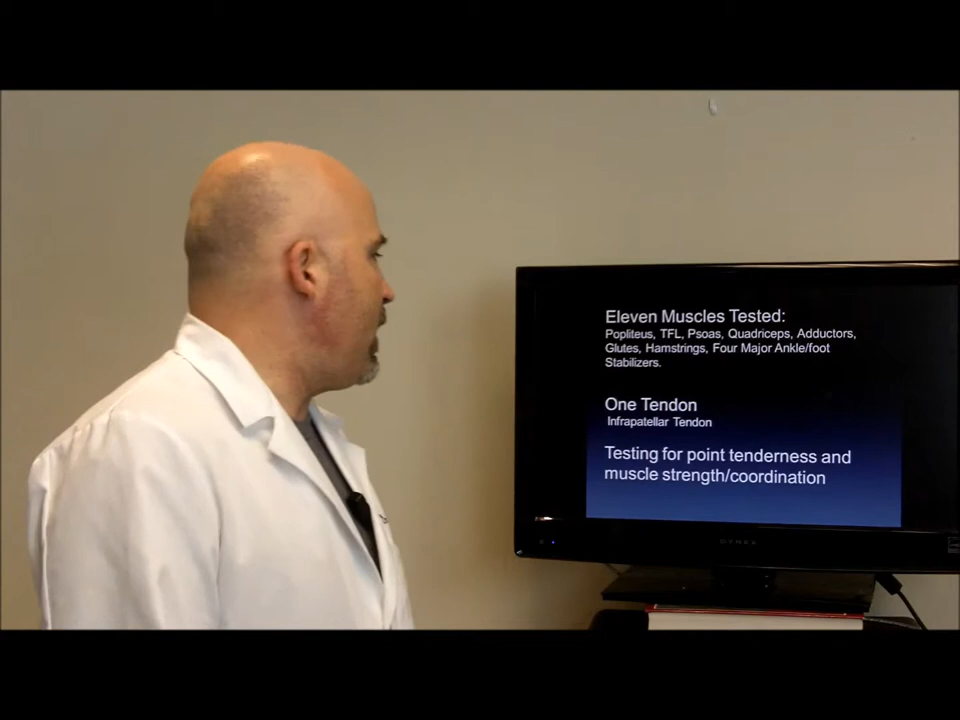 Eleven Muscles Tested:
Popliteus, TFL, Psoas, Quadriceps, Adductors,
Glutes, Hamstrings, Four Major Ankle/foot
Stabilizers.
One Tendon
Infrapatellar Tendon
Testing for point tenderness and
muscle strength/coordination
DYNEX